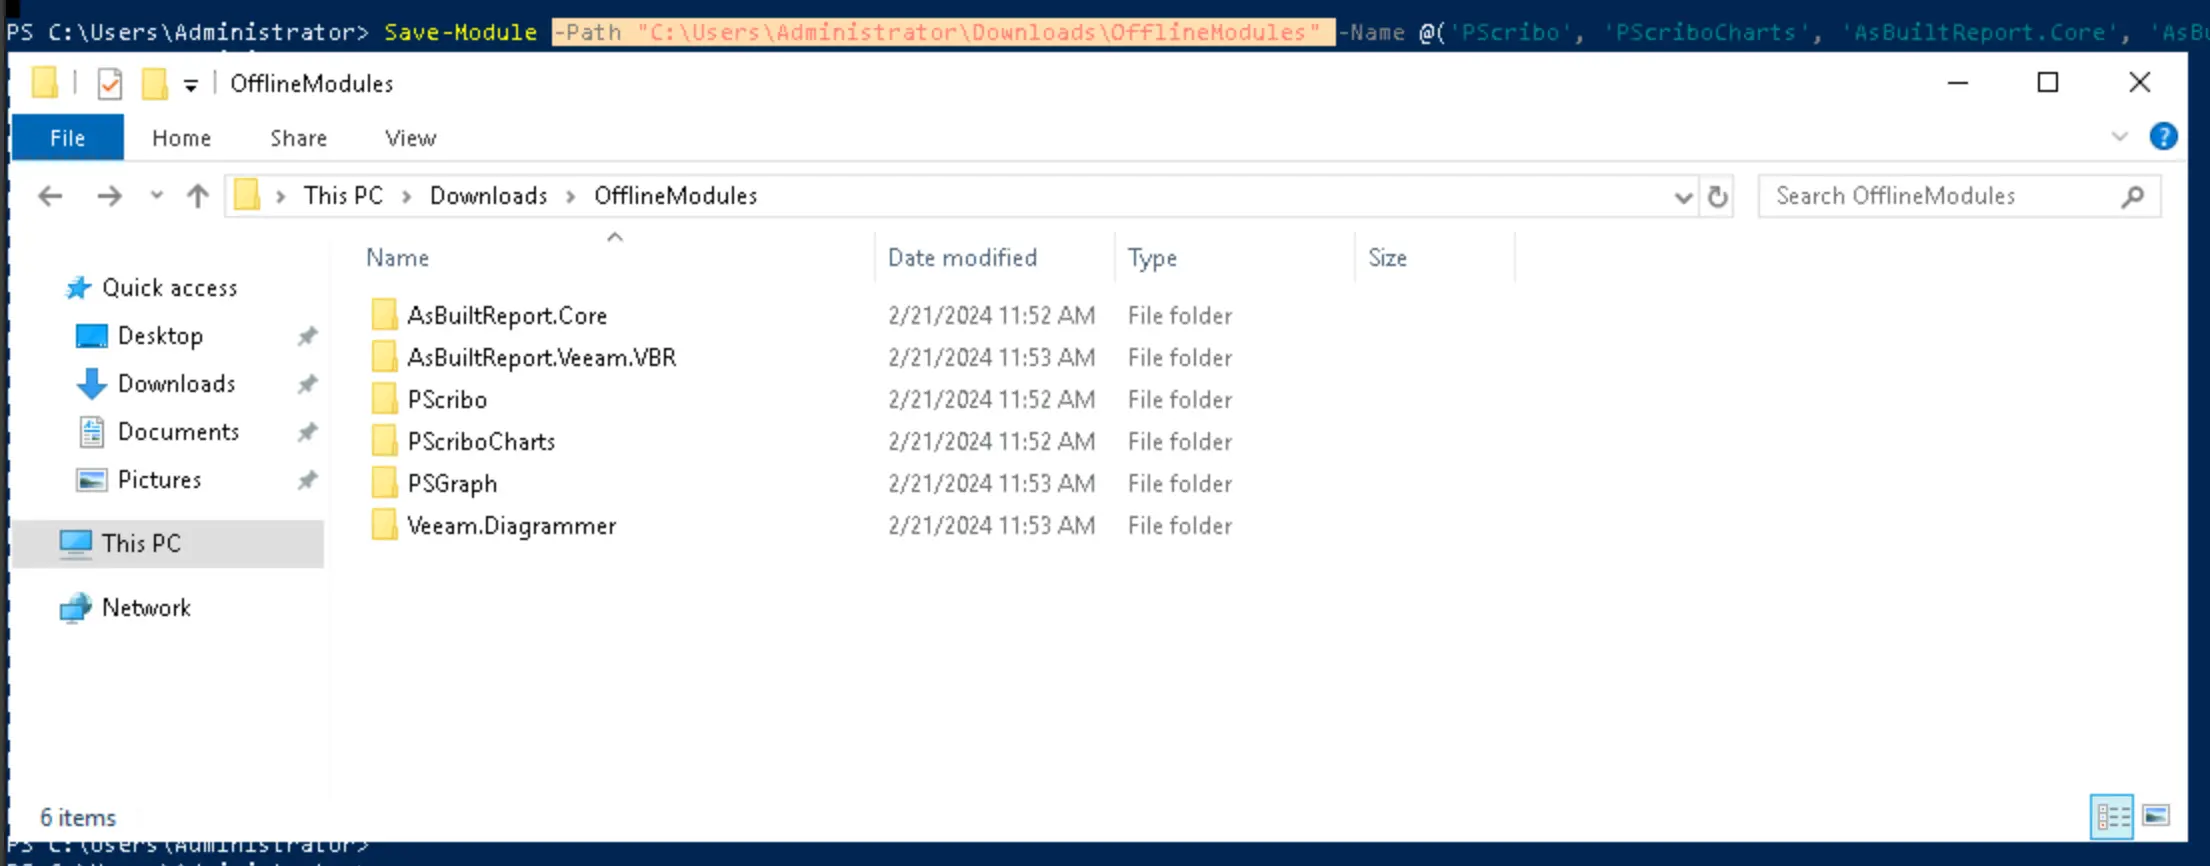 PS C:\Users\Administrator> Save-Module -Path "C:\Users\Administrator\Downloads\OfflineModules" -Name @('PScribo', 'PScriboCharts', 'AsBuiltReport.Core', 'AsBu
OfflineModules
File Home Share View
This PC Downloads OfflineModules Search OfflineModules
Name Date modified Type Size
Quick access
Desktop
Downloads
Documents
Pictures
This PC
Network
AsBuiltReport.Core 2/21/2024 11:52 AM File folder
AsBuiltReport.Veeam.VBR 2/21/2024 11:53 AM File folder
PScribo 2/21/2024 11:52 AM File folder
PScriboCharts 2/21/2024 11:52 AM File folder
PSGraph 2/21/2024 11:53 AM File folder
Veeam.Diagrammer 2/21/2024 11:53 AM File folder
6 items
PS C:\Users\Administrator>